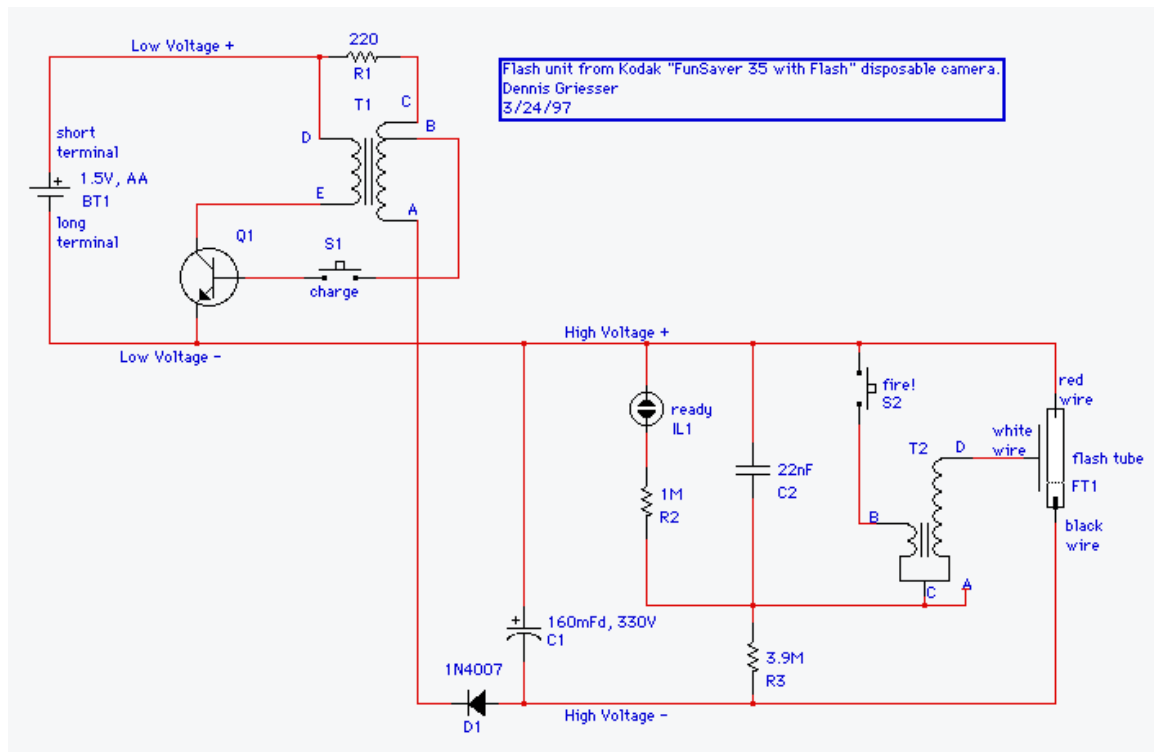 Low Voltage +
220
R1
Flash unit from Kodak "FunSaver 35 with Flash" disposable camera.
Dennis Griesser
3/24/97
T1
C
B
D
short
terminal
1.5V, AA
BT1
E
A
long
terminal
Q1
S1
charge
Low Voltage -
High Voltage +
red
wire
fire!
S2
ready
IL1
white
wire
T2
D
flash tube
FT1
22nF
C2
1M
R2
B
black
wire
C
A
160mFd, 330V
C1
3.9M
R3
1N4007
D1
High Voltage -